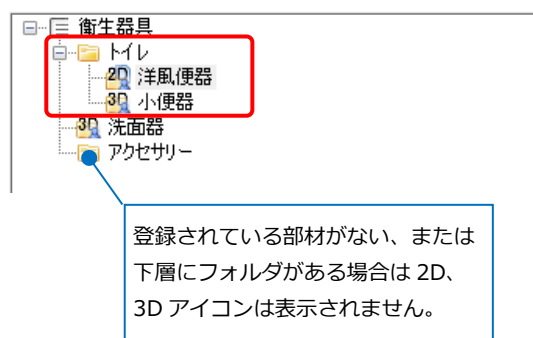 衛生器具
トイレ
2D 洋風便器
3D 小便器
3D 洗面器
アクセサリー
登録されている部材がない、または
下層にフォルダがある場合は 2D、
3D アイコンは表示されません。